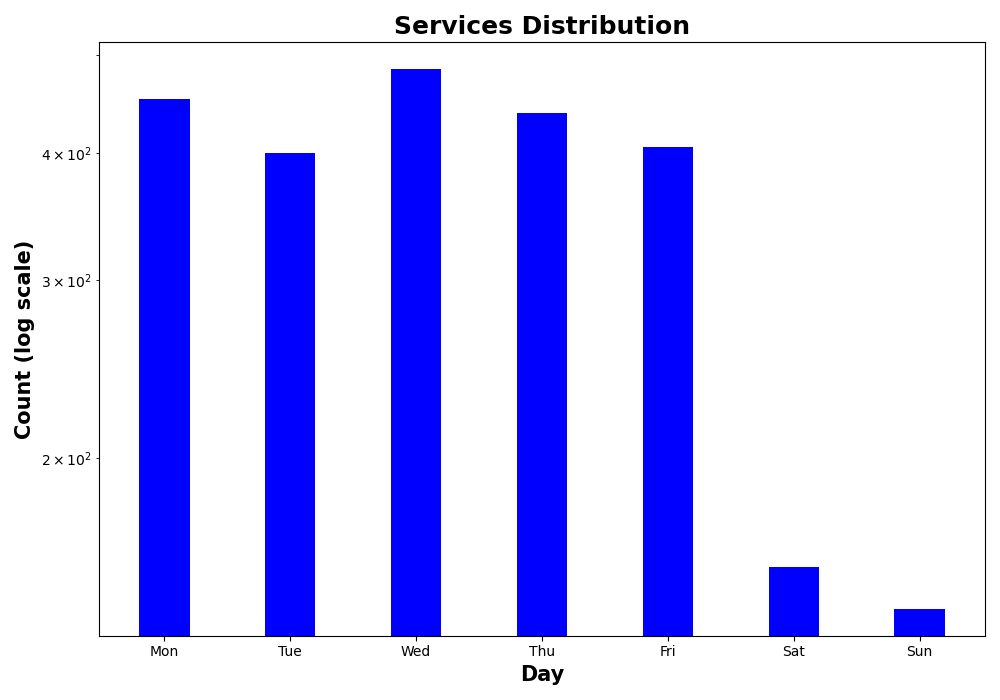 Services Distribution
Count (log scale)
4 × 10²
3 × 10²
2 × 10²
Mon Tue Wed Thu Fri Sat Sun
Day